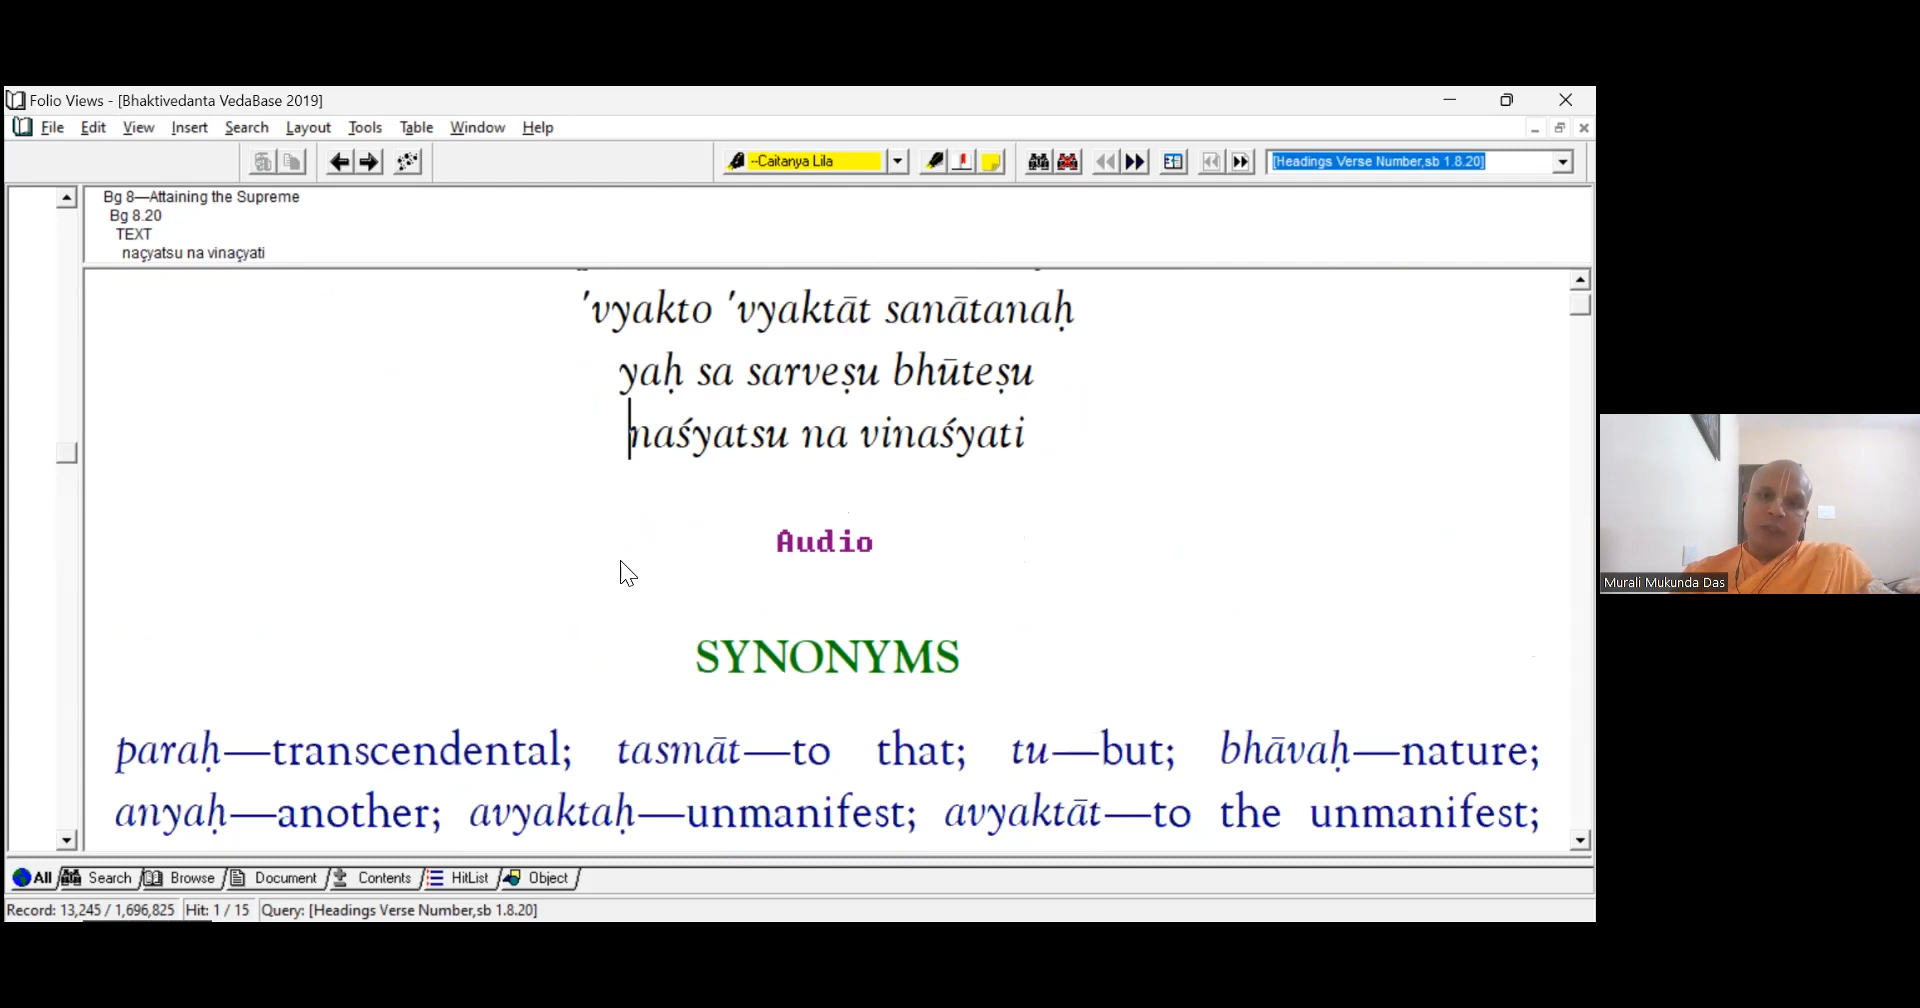 Folio Views - [Bhaktivedanta VedaBase 2019]
File Edit View Insert Search Layout Tools Table Window Help
--Caitanya Lila
[Headings Verse Number,sb 1.8.20]
Bg 8—Attaining the Supreme
Bg 8.20
TEXT
naçyatsu na vinaçyati
'vyakto 'vyaktāt sanātanaḥ
yaḥ sa sarveṣu bhūteṣu
naśyatsu na vinaśyati
Audio
SYNONYMS
paraḥ—transcendental; tasmāt—to that; tu—but; bhāvaḥ—nature;
anyaḥ—another; avyaktaḥ—unmanifest; avyaktāt—to the unmanifest;
All Search Browse Document Contents HitList Object
Record: 13,245 / 1,696,825 Hit: 1 / 15 Query: [Headings Verse Number,sb 1.8.20]
Murali Mukunda Das